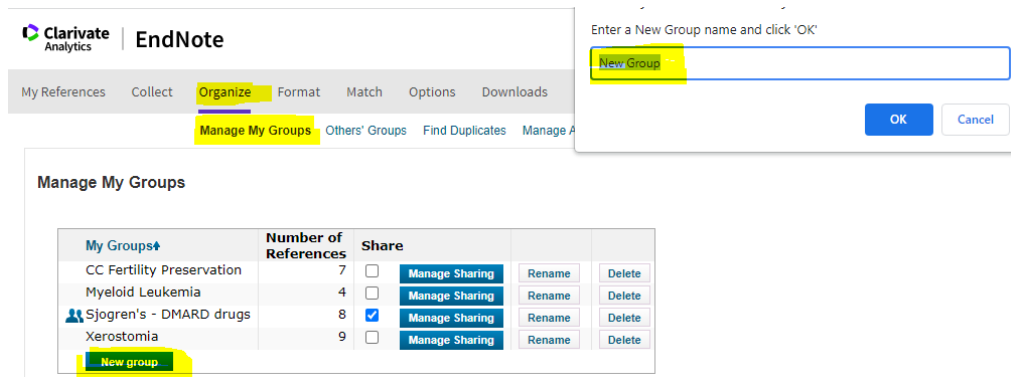 Clarivate
Analytics
EndNote
Enter a New Group name and click 'OK'
New Group
OK Cancel
My References Collect Organize Format Match Options Downloads
Manage My Groups Others' Groups Find Duplicates Manage A
Manage My Groups
My Groups Number of References Share
CC Fertility Preservation 7 Manage Sharing Rename Delete
Myeloid Leukemia 4 Manage Sharing Rename Delete
Sjogren's - DMARD drugs 8 Manage Sharing Rename Delete
Xerostomia 9 Manage Sharing Rename Delete
New group